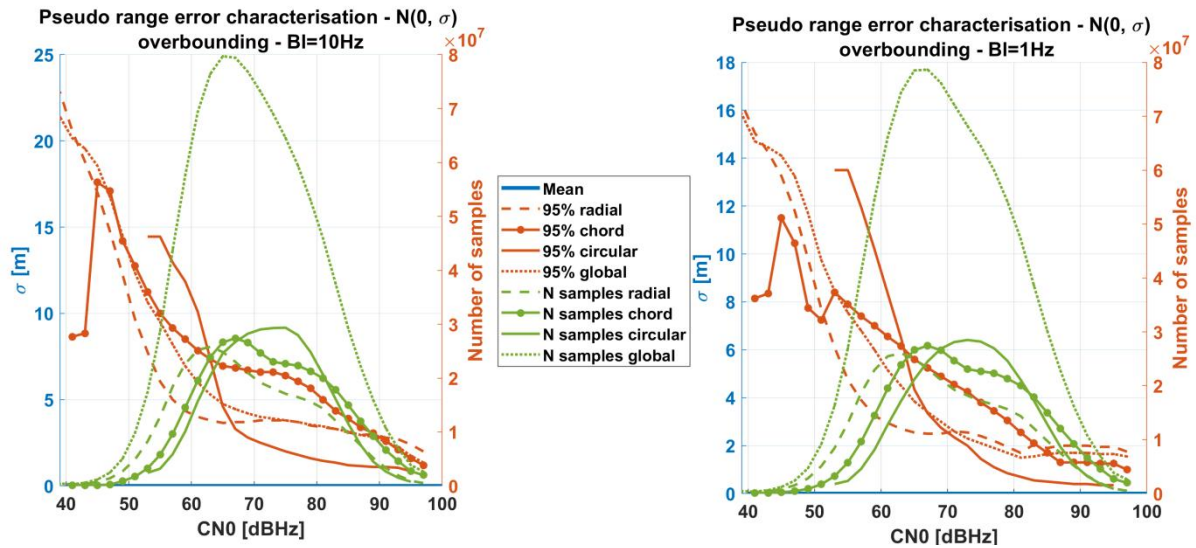 Pseudo range error characterisation - N(0, σ)
overbounding - Bl=10Hz
×10⁷
25
20
15
10
5
0
σ [m]
8
7
6
5
4
3
2
1
0
Number of samples
40 50 60 70 80 90 100
CN0 [dBHz]
Mean
95% radial
95% chord
95% circular
95% global
N samples radial
N samples chord
N samples circular
N samples global
Pseudo range error characterisation - N(0, σ)
overbounding - Bl=1Hz
×10⁷
18
16
14
12
10
8
6
4
2
0
σ [m]
8
7
6
5
4
3
2
1
0
Number of samples
40 50 60 70 80 90 100
CN0 [dBHz]